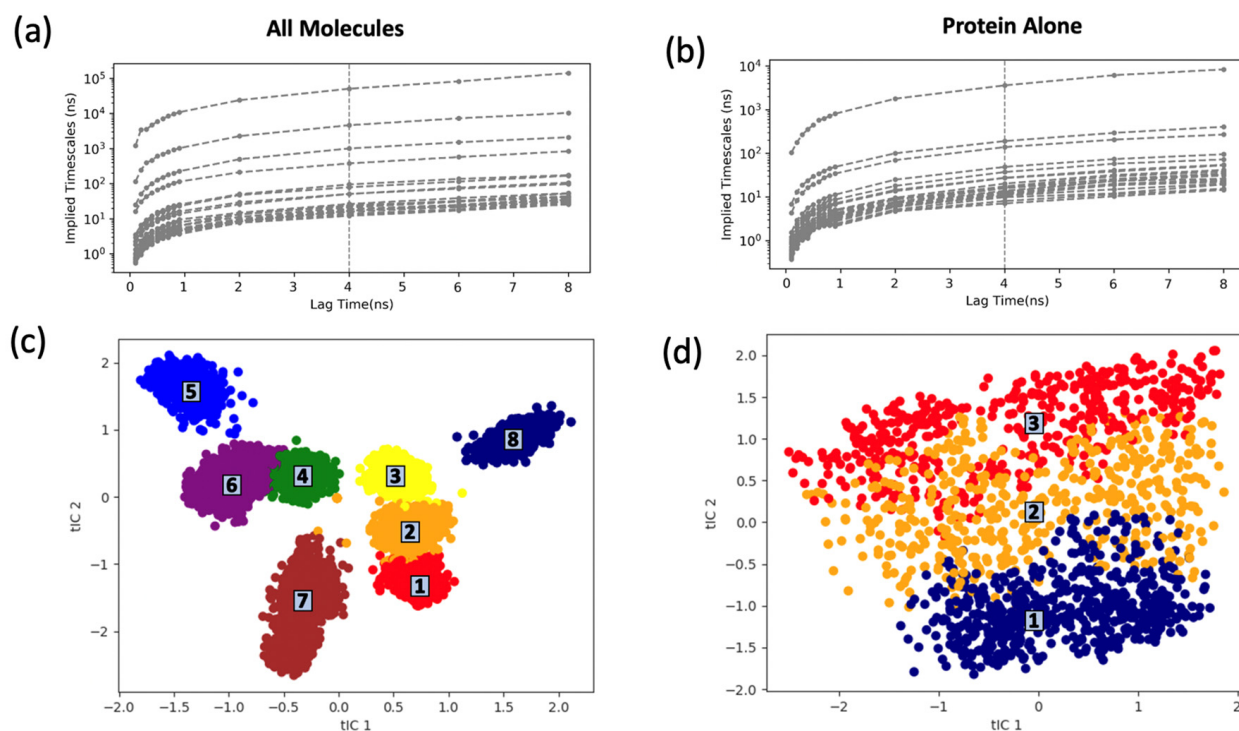 (a)
All Molecules
(b)
Protein Alone
Implied Timescales (ns)
10^5
10^4
10^3
10^2
10^1
10^0
0 1 2 3 4 5 6 7 8
Lag Time(ns)
Implied Timescales (ns)
10^4
10^3
10^2
10^1
10^0
0 1 2 3 4 5 6 7 8
Lag Time(ns)
(c)
tIC 2
2
1
0
−1
−2
5
8
6
4
3
2
1
7
−2.0 −1.5 −1.0 −0.5 0.0 0.5 1.0 1.5 2.0
tIC 1
(d)
tIC 2
2.0
1.5
1.0
0.5
0.0
−0.5
−1.0
−1.5
−2.0
3
2
1
−2 −1 0 1 2
tIC 1